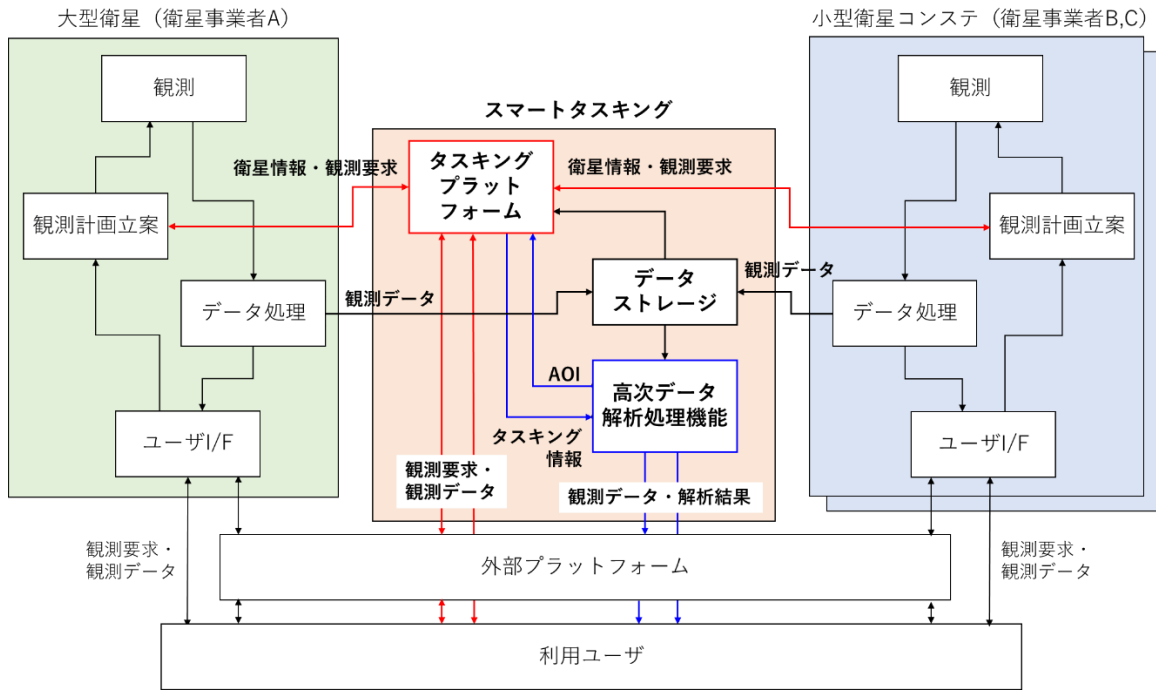 大型衛星（衛星事業者A）
小型衛星コンステ（衛星事業者B,C）
観測
観測
スマートタスキング
タスキング
プラット
フォーム
衛星情報・観測要求
衛星情報・観測要求
観測計画立案
観測計画立案
データ処理
観測データ
データ
ストレージ
観測データ
データ処理
AOI
高次データ
解析処理機能
タスキング
情報
ユーザI/F
ユーザI/F
観測要求・
観測データ
観測データ・解析結果
観測要求・
観測データ
外部プラットフォーム
観測要求・
観測データ
利用ユーザ